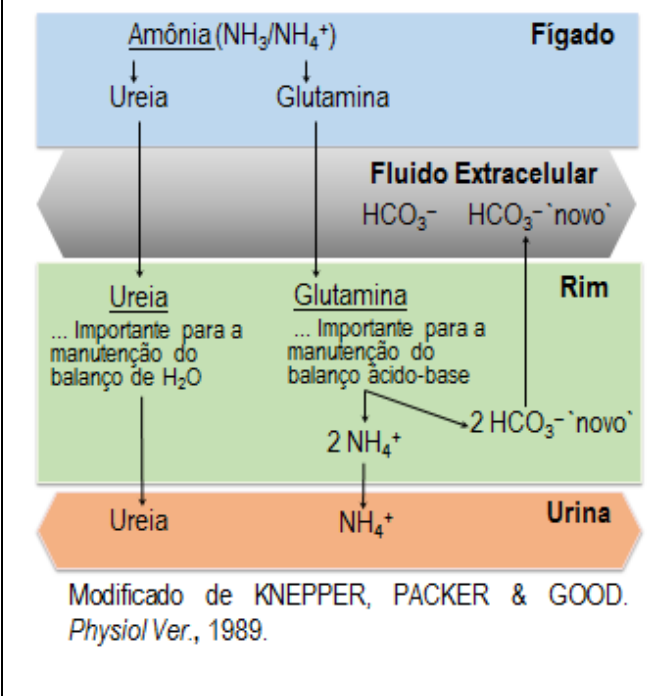 Amônia (NH₃/NH₄⁺) Fígado
Ureia Glutamina
Fluido Extracelular
HCO₃⁻ HCO₃⁻`novo`
Ureia Glutamina Rim
... Importante para a
manutenção do
balanço de H₂O
... Importante para a
manutenção do
balanço ácido-base
2 NH₄⁺ 2 HCO₃⁻`novo`
Ureia NH₄⁺ Urina
Modificado de KNEPPER, PACKER & GOOD.
Physiol Ver., 1989.